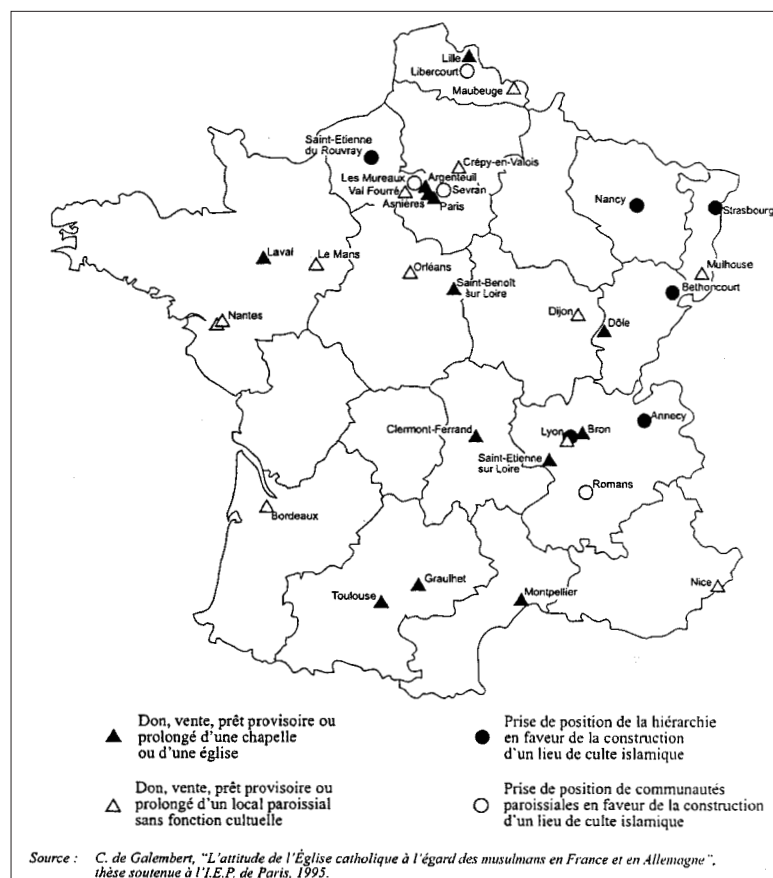 Lille
Libercourt
Maubeuge
Saint-Etienne
du Rouvray
Crépy-en-Valois
Les Mureaux
Argenteuil
Val Fourré
Sevran
Asnières
Paris
Nancy
Strasbourg
Laval
Le Mans
Orléans
Saint-Benoît
sur Loire
Mulhouse
Bethoncourt
Dijon
Dôle
Nantes
Clermont-Ferrand
Lyon
Bron
Annecy
Saint-Etienne
sur Loire
Romans
Bordeaux
Graulhet
Toulouse
Montpellier
Nice
Don, vente, prêt provisoire ou
prolongé d'une chapelle
ou d'une église
Prise de position de la hiérarchie
en faveur de la construction
d'un lieu de culte islamique
Don, vente, prêt provisoire ou
prolongé d'un local paroissial
sans fonction cultuelle
Prise de position de communautés
paroissiales en faveur de la construction
d'un lieu de culte islamique
Source : C. de Galembert, "L'attitude de l'Église catholique à l'égard des musulmans en France et en Allemagne",
thèse soutenue à l'I.E.P. de Paris, 1995.